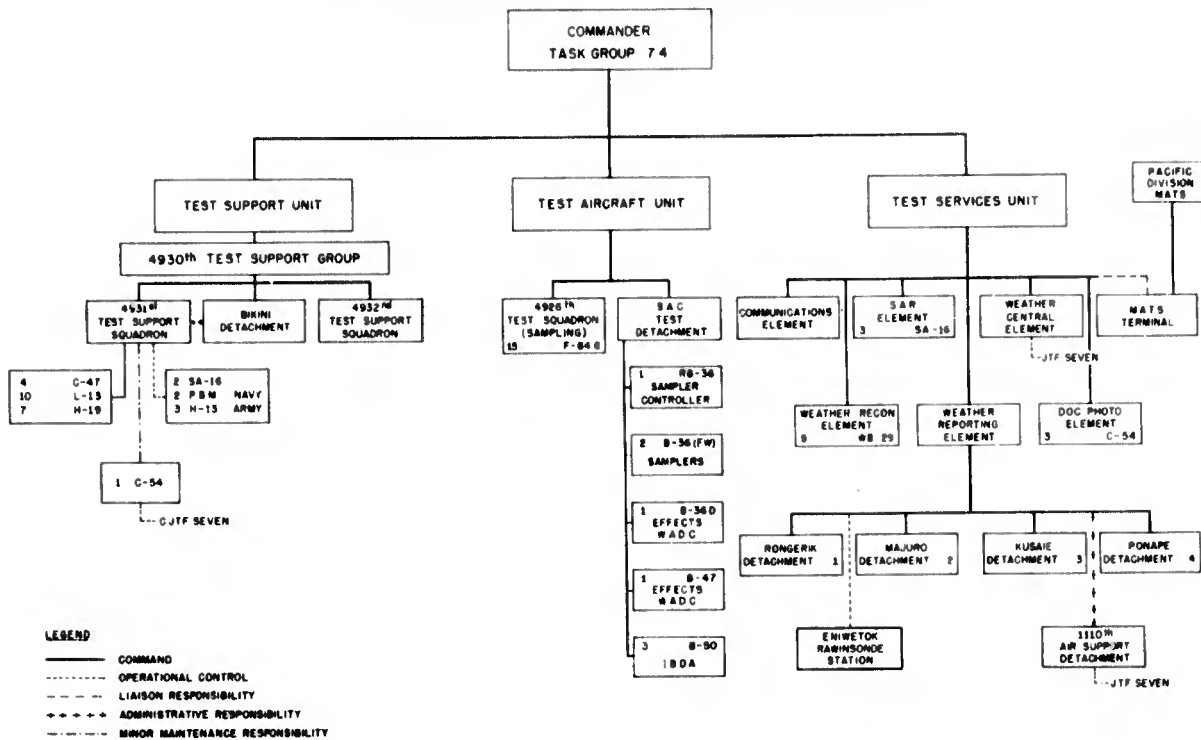 COMMANDER
TASK GROUP 7 4
TEST SUPPORT UNIT
TEST AIRCRAFT UNIT
TEST SERVICES UNIT
PACIFIC
DIVISION
MATS
4930th TEST SUPPORT GROUP
4931st
TEST SUPPORT
SQUADRON
BIKINI
DETACHMENT
4932nd
TEST SUPPORT
SQUADRON
4926th
TEST SQUADRON
(SAMPLING)
15 F-84G
SAC
TEST
DETACHMENT
COMMUNICATIONS
ELEMENT
SAR
ELEMENT
3 SA-16
WEATHER
CENTRAL
ELEMENT
JTF SEVEN
MATS
TERMINAL
4 C-47
10 L-13
7 H-19
2 SA-16
2 PBM NAVY
3 H-13 ARMY
1 C-54
CJTF SEVEN
1 RB-36
SAMPLER
CONTROLLER
2 B-36(FW)
SAMPLERS
1 B-36D
EFFECTS
WADC
1 B-47
EFFECTS
WADC
3 B-50
IBDA
WEATHER RECON
ELEMENT
WB 29
WEATHER
REPORTING
ELEMENT
DOC PHOTO
ELEMENT
3 C-54
RONGERIK
DETACHMENT 1
MAJURO
DETACHMENT 2
KUSAIE
DETACHMENT 3
PONAPE
DETACHMENT 4
ENIWETOK
RAWINSONDE
STATION
1110th
AIR SUPPORT
DETACHMENT
JTF SEVEN
LEGEND
COMMAND
OPERATIONAL CONTROL
LIAISON RESPONSIBILITY
ADMINISTRATIVE RESPONSIBILITY
MINOR MAINTENANCE RESPONSIBILITY